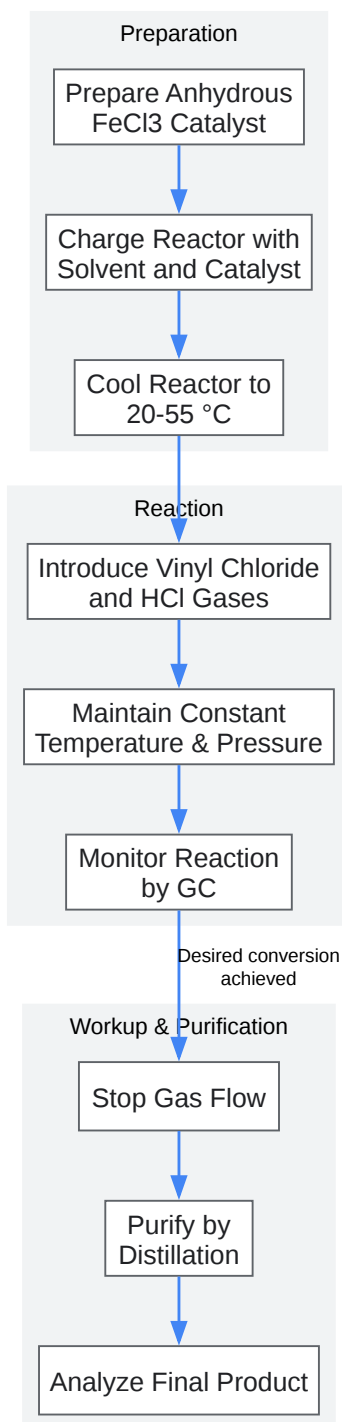 Preparation
Prepare Anhydrous
FeCl3 Catalyst
Charge Reactor with
Solvent and Catalyst
Cool Reactor to
20-55 °C
Reaction
Introduce Vinyl Chloride
and HCl Gases
Maintain Constant
Temperature & Pressure
Monitor Reaction
by GC
Desired conversion
achieved
Workup & Purification
Stop Gas Flow
Purify by
Distillation
Analyze Final Product